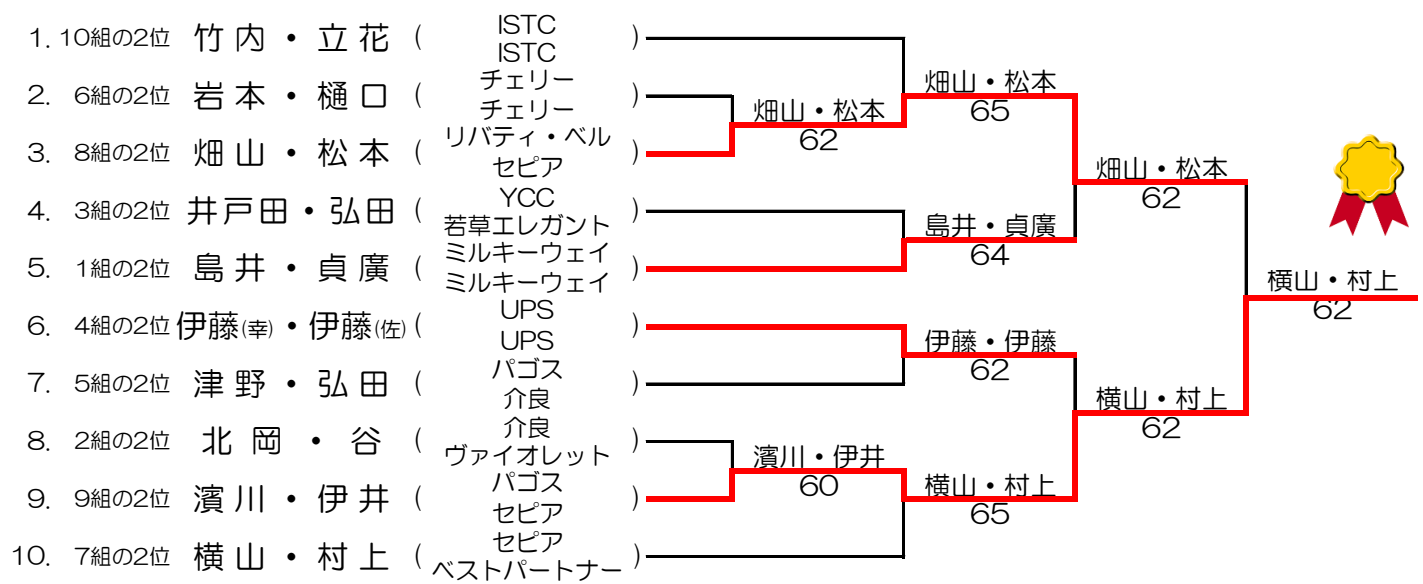 1. 10組の2位 竹内・立花 ( ISTC
ISTC )
2. 6組の2位 岩本・樋口 ( チェリー
チェリー )
3. 8組の2位 畑山・松本 ( リバティ・ベル
セピア )
4. 3組の2位 井戸田・弘田 ( YCC
若草エレガント )
5. 1組の2位 島井・貞廣 ( ミルキーウェイ
ミルキーウェイ )
6. 4組の2位 伊藤(幸)・伊藤(佐) ( UPS
UPS )
7. 5組の2位 津野・弘田 ( パゴス
介良 )
8. 2組の2位 北岡・谷 ( 介良
ヴァイオレット )
9. 9組の2位 濱川・伊井 ( パゴス
セピア )
10. 7組の2位 横山・村上 ( セピア
ベストパートナー )
畑山・松本
62
濱川・伊井
60
畑山・松本
65
島井・貞廣
64
伊藤・伊藤
62
横山・村上
65
畑山・松本
62
横山・村上
62
横山・村上
62